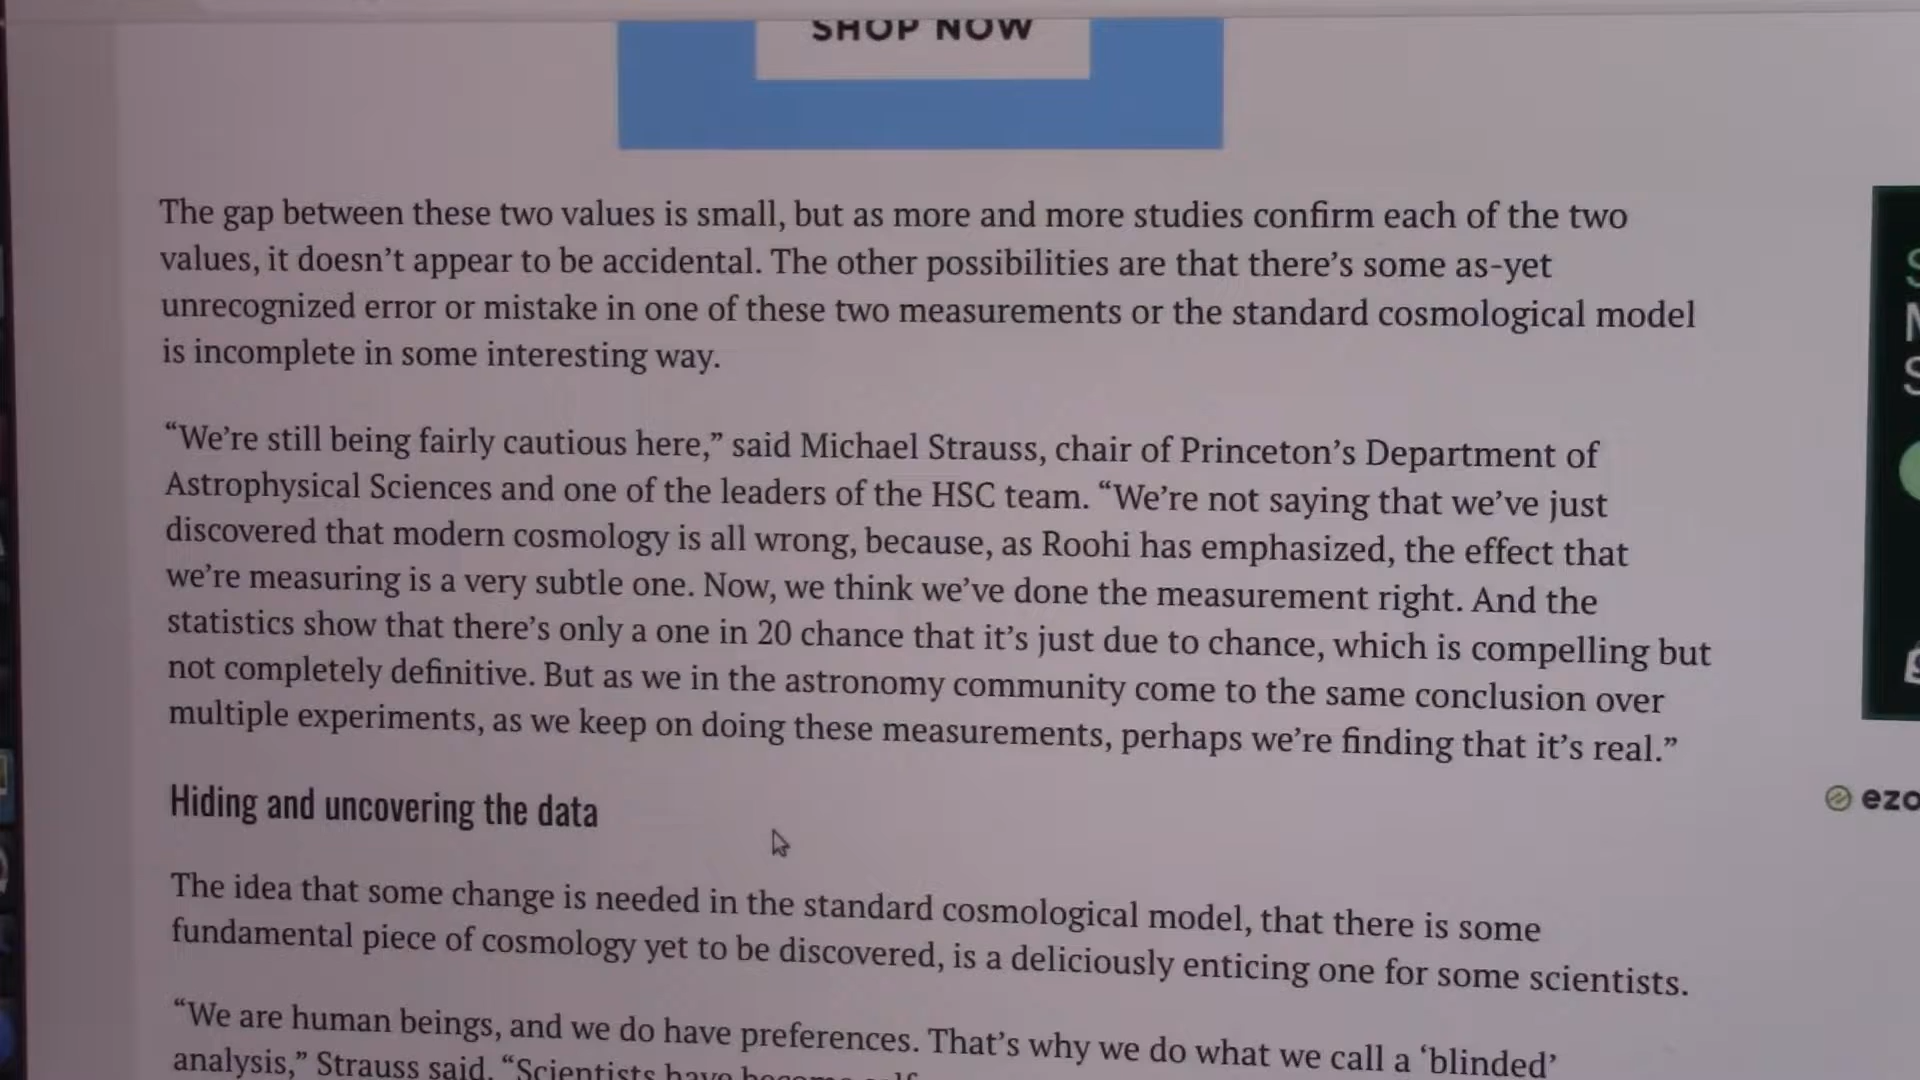 SHOP NOW
The gap between these two values is small, but as more and more studies confirm each of the two
values, it doesn’t appear to be accidental. The other possibilities are that there’s some as-yet
unrecognized error or mistake in one of these two measurements or the standard cosmological model
is incomplete in some interesting way.
“We’re still being fairly cautious here,” said Michael Strauss, chair of Princeton’s Department of
Astrophysical Sciences and one of the leaders of the HSC team. “We’re not saying that we’ve just
discovered that modern cosmology is all wrong, because, as Roohi has emphasized, the effect that
we’re measuring is a very subtle one. Now, we think we’ve done the measurement right. And the
statistics show that there’s only a one in 20 chance that it’s just due to chance, which is compelling but
not completely definitive. But as we in the astronomy community come to the same conclusion over
multiple experiments, as we keep on doing these measurements, perhaps we’re finding that it’s real.”
ezo
Hiding and uncovering the data
The idea that some change is needed in the standard cosmological model, that there is some
fundamental piece of cosmology yet to be discovered, is a deliciously enticing one for some scientists.
“We are human beings, and we do have preferences. That’s why we do what we call a ‘blinded’
analysis,” Strauss said. “Scientists have become